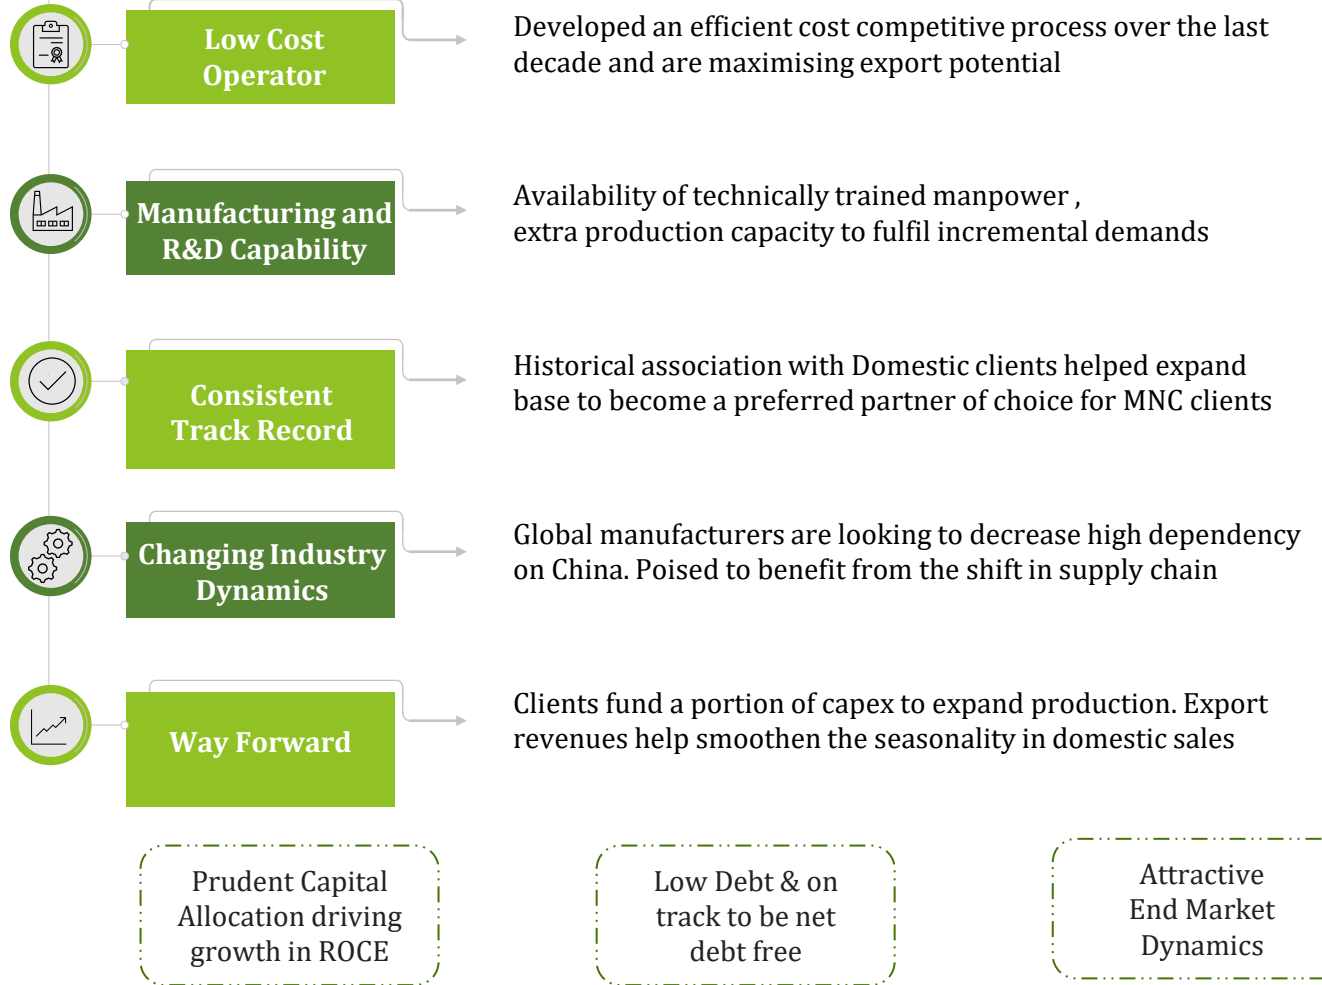 Low Cost
Operator
Developed an efficient cost competitive process over the last
decade and are maximising export potential
Manufacturing and
R&D Capability
Availability of technically trained manpower ,
extra production capacity to fulfil incremental demands
Consistent
Track Record
Historical association with Domestic clients helped expand
base to become a preferred partner of choice for MNC clients
Changing Industry
Dynamics
Global manufacturers are looking to decrease high dependency
on China. Poised to benefit from the shift in supply chain
Way Forward
Clients fund a portion of capex to expand production. Export
revenues help smoothen the seasonality in domestic sales
Prudent Capital
Allocation driving
growth in ROCE
Low Debt & on
track to be net
debt free
Attractive
End Market
Dynamics